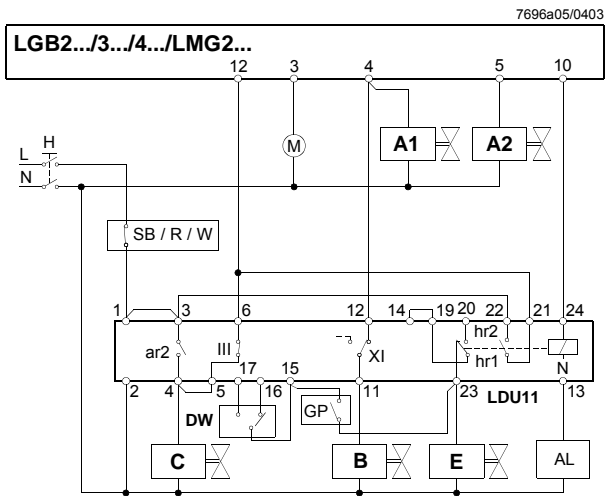 7696a05/0403
LGB2.../3.../4.../LMG2...
12 3 4 5 10
M A1 A2
H
L
N
SB / R / W
1 3 6 12 14 19 20 22 21 24
ar2 III XI hr2 hr1 N
2 4 5 17 16 15 11 23 LDU11 13
DW GP
C B E AL